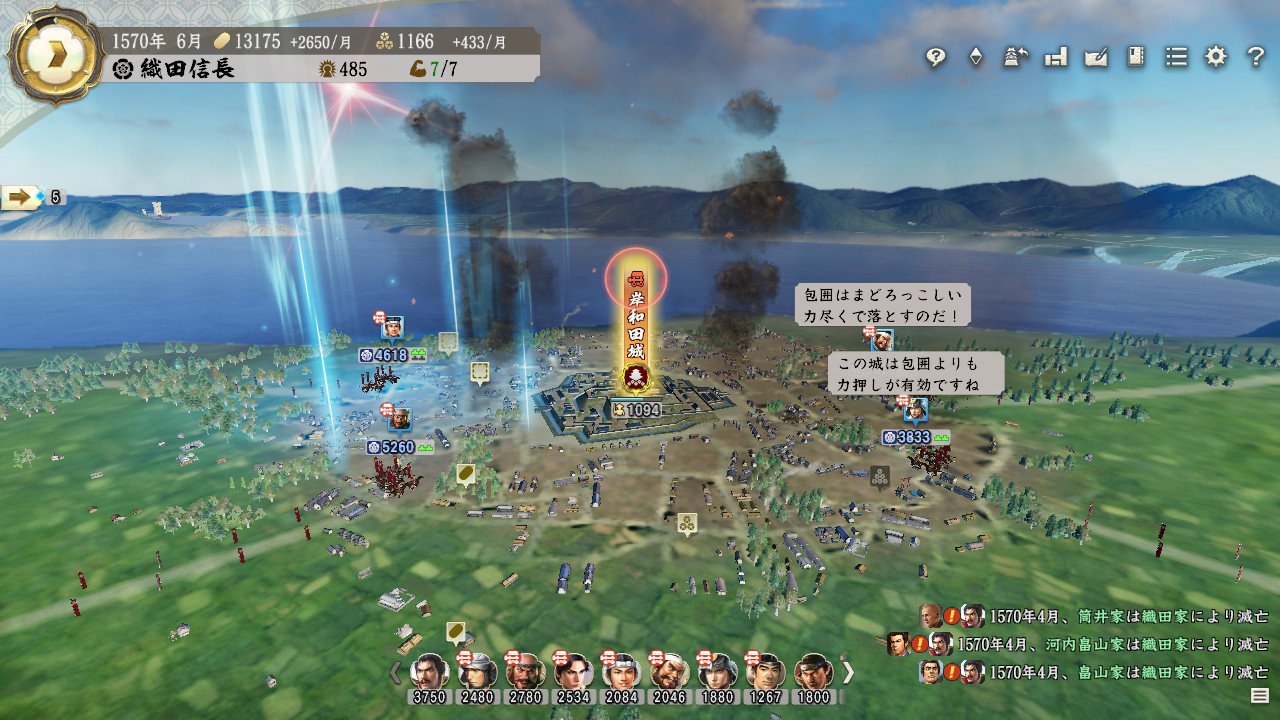 1570年 6月 13175 +2650/月 1166 +433/月
織田信長 485 7/7
5
岸和田城
1094
包囲はまどろっこしい
力尽くで落とすのだ！
この城は包囲よりも
力押しが有効ですね
4618
5260
3833
1570年4月、筒井家は織田家により滅亡
1570年4月、河内畠山家は織田家により滅亡
1570年4月、畠山家は織田家により滅亡
3750 2480 2780 2534 2084 2046 1880 1267 1800